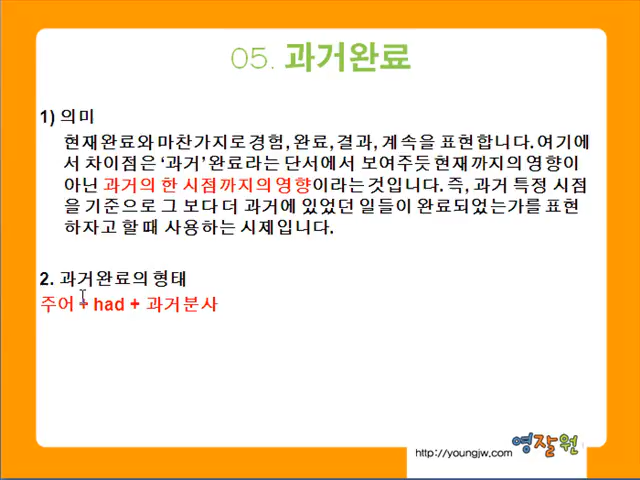 05. 과거완료
1) 의미
현재완료와 마찬가지로 경험, 완료, 결과, 계속을 표현합니다. 여기에
서 차이점은 ‘과거’ 완료라는 단서에서 보여주듯 현재까지의 영향이
아닌 과거의 한 시점까지의 영향이라는 것입니다. 즉, 과거 특정 시점
을 기준으로 그 보다 더 과거에 있었던 일들이 완료되었는가를 표현
하자고 할 때 사용하는 시제입니다.
2. 과거완료의 형태
주어 + had + 과거분사
영잘원
http://youngjw.com